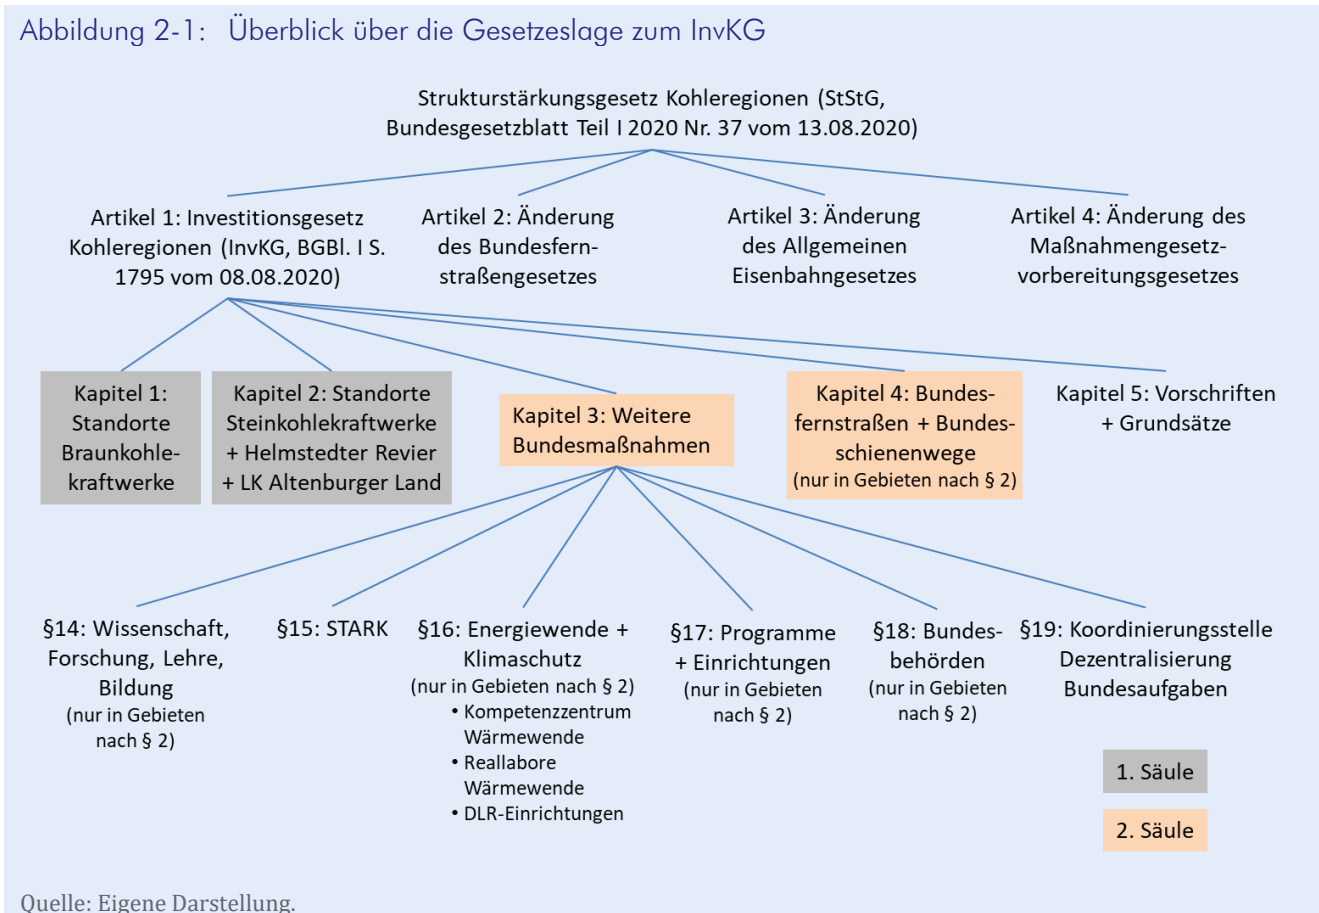 Abbildung 2-1: Überblick über die Gesetzeslage zum InvKG
Strukturstärkungsgesetz Kohleregionen (StStG,
Bundesgesetzblatt Teil I 2020 Nr. 37 vom 13.08.2020)
Artikel 1: Investitionsgesetz
Kohleregionen (InvKG, BGBl. I S.
1795 vom 08.08.2020)
Artikel 2: Änderung
des Bundesfern-
straßengesetzes
Artikel 3: Änderung
des Allgemeinen
Eisenbahngesetzes
Artikel 4: Änderung des
Maßnahmengesetz-
vorbereitungsgesetzes
Kapitel 1:
Standorte
Braunkohle-
kraftwerke
Kapitel 2: Standorte
Steinkohlekraftwerke
+ Helmstedter Revier
+ LK Altenburger Land
Kapitel 3: Weitere
Bundesmaßnahmen
Kapitel 4: Bundes-
fernstraßen + Bundes-
schienenwege
(nur in Gebieten nach § 2)
Kapitel 5: Vorschriften
+ Grundsätze
§14: Wissenschaft,
Forschung, Lehre,
Bildung
(nur in Gebieten
nach § 2)
§15: STARK
§16: Energiewende +
Klimaschutz
(nur in Gebieten nach § 2)
• Kompetenzzentrum
Wärmewende
• Reallabore
Wärmewende
• DLR-Einrichtungen
§17: Programme
+ Einrichtungen
(nur in Gebieten
nach § 2)
§18: Bundes-
behörden
(nur in Gebieten
nach § 2)
§19: Koordinierungsstelle
Dezentralisierung
Bundesaufgaben
1. Säule
2. Säule
Quelle: Eigene Darstellung.